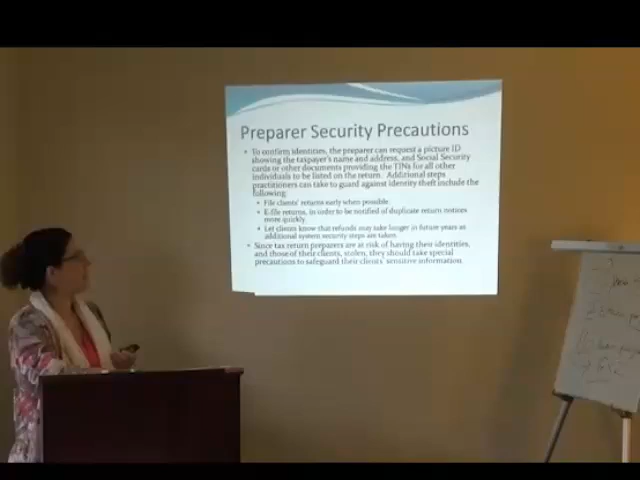 Preparer Security Precautions
• To confirm identities, the preparer can request a picture ID
showing the taxpayer's name and address, and Social Security
cards or other documents providing the TINs for all other
individuals to be listed on the return. Additional steps
practitioners can take to guard against identity theft include the
following:
• File clients' returns early when possible.
• E-file returns, in order to be notified of duplicate return notices
more quickly.
• Let clients know that refunds may take longer in future years as
additional system security steps are taken.
• Since tax return preparers are at risk of having their identities,
and those of their clients, stolen, they should take special
precautions to safeguard their clients' sensitive information.